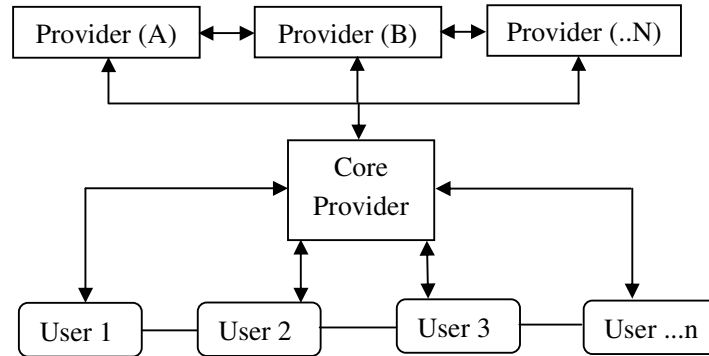 Provider (A)
Provider (B)
Provider (..N)
Core
Provider
User 1
User 2
User 3
User ...n